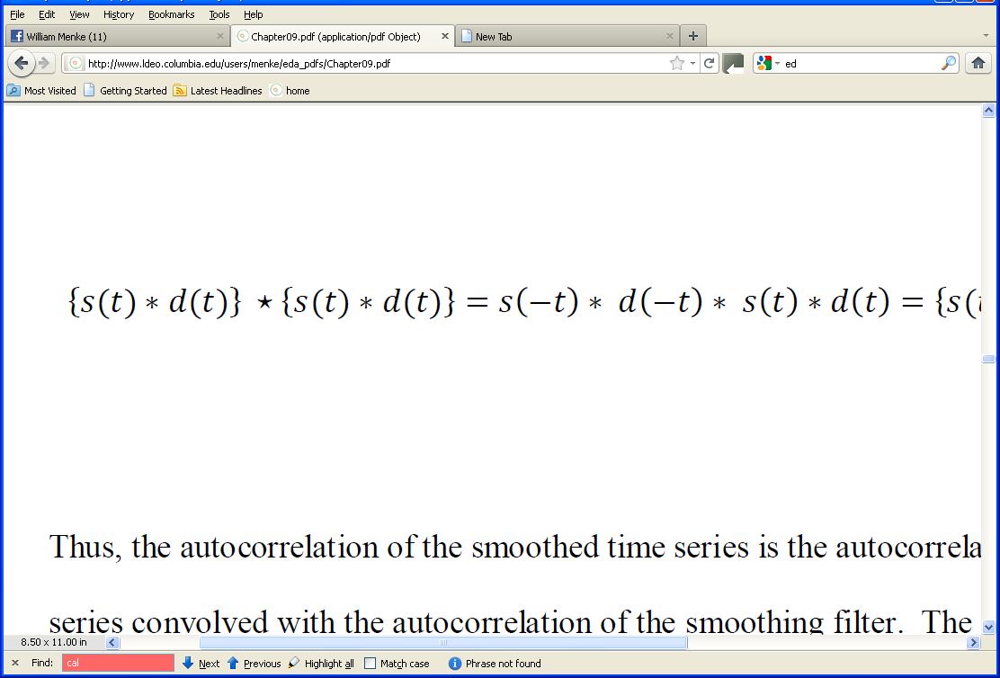 File Edit View History Bookmarks Tools Help
William Menke (11) × Chapter09.pdf (application/pdf Object) × New Tab × +
http://www.ldeo.columbia.edu/users/menke/eda_pdfs/Chapter09.pdf ed
Most Visited Getting Started Latest Headlines home
{s(t) ∗ d(t)} ⋆ {s(t) ∗ d(t)} = s(−t) ∗ d(−t) ∗ s(t) ∗ d(t) = {s(
Thus, the autocorrelation of the smoothed time series is the autocorrela
series convolved with the autocorrelation of the smoothing filter. The
8.50 x 11.00 in
× Find: cal Next Previous Highlight all Match case Phrase not found